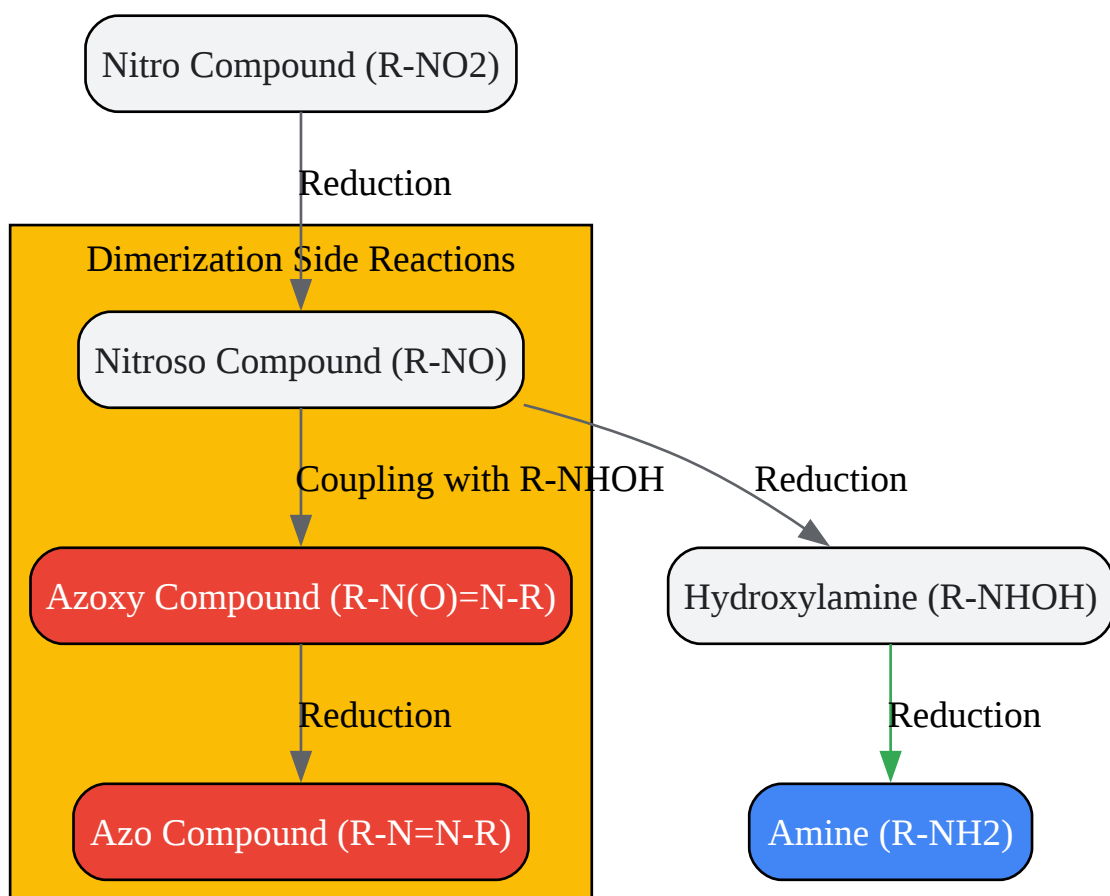 Nitro Compound (R-NO2)
Reduction
Dimerization Side Reactions
Nitroso Compound (R-NO)
Coupling with R-NHOH
Reduction
Azoxy Compound (R-N(O)=N-R)
Hydroxylamine (R-NHOH)
Reduction
Reduction
Azo Compound (R-N=N-R)
Amine (R-NH2)